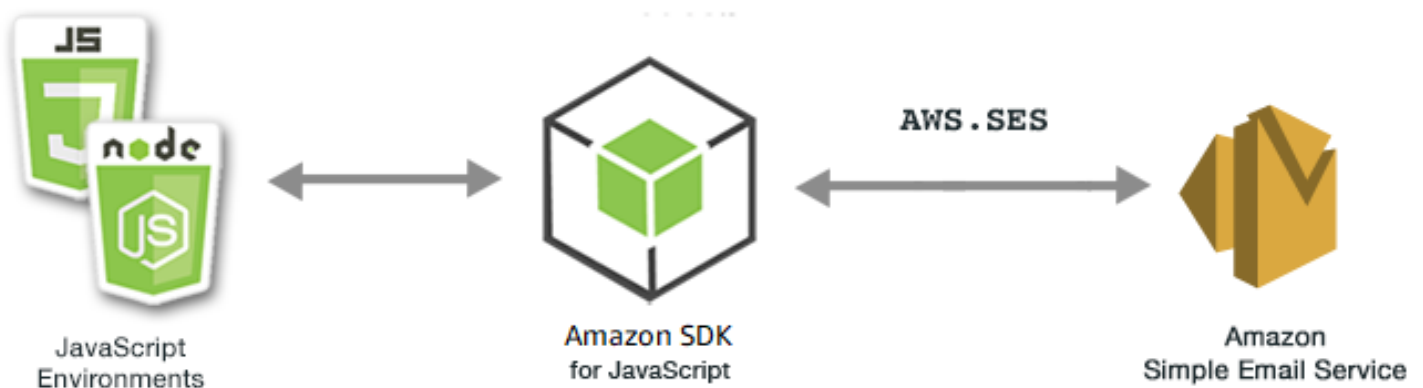 JS
node
JS
AWS.SES
JavaScript
Environments
Amazon SDK
for JavaScript
Amazon
Simple Email Service